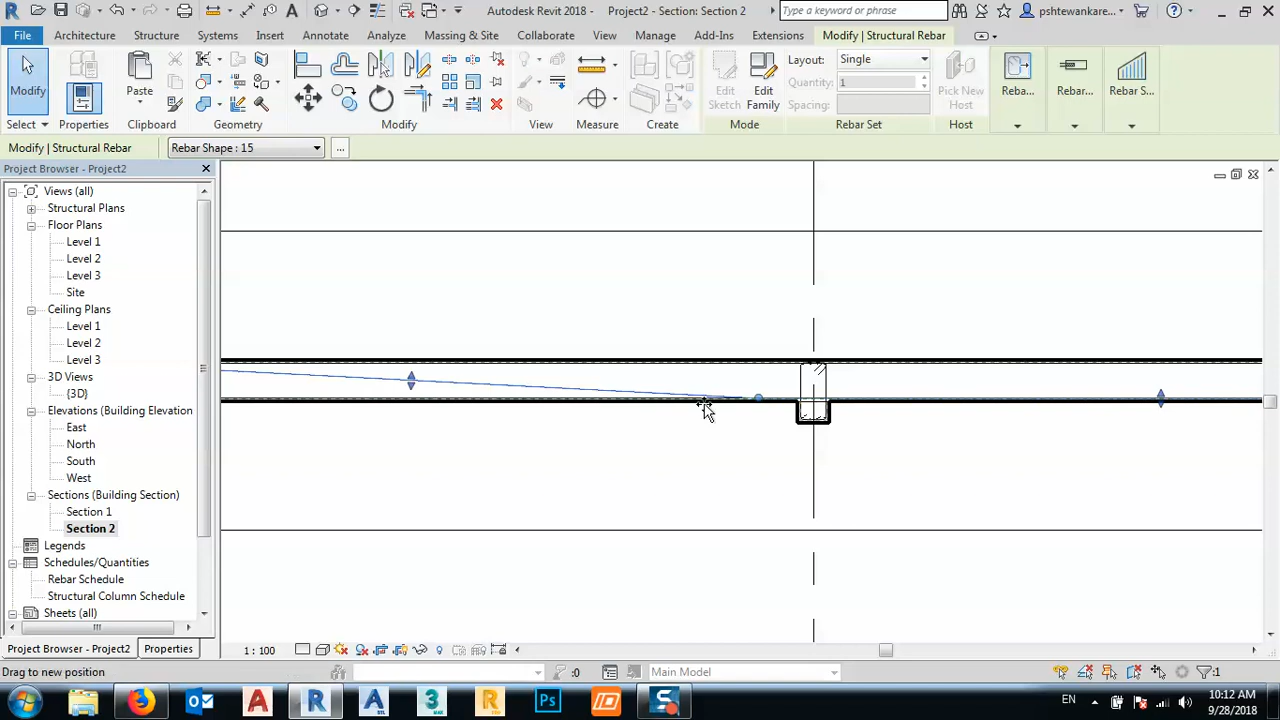 Autodesk Revit 2018 - Project2 - Section: Section 2
Type a keyword or phrase
pshtewankare...
File Architecture Structure Systems Insert Annotate Analyze Massing & Site Collaborate View Manage Add-Ins Extensions Modify | Structural Rebar
Modify
Paste
Edit Sketch
Edit Family
Layout: Single
Quantity: 1
Spacing:
Pick New Host
Reba...
Rebar...
Rebar S...
Select Properties Clipboard Geometry Modify View Measure Create Mode Rebar Set Host
Modify | Structural Rebar
Rebar Shape : 15
...
Project Browser - Project2
Views (all)
Structural Plans
Floor Plans
Level 1
Level 2
Level 3
Site
Ceiling Plans
Level 1
Level 2
Level 3
3D Views
{3D}
Elevations (Building Elevation
East
North
South
West
Sections (Building Section)
Section 1
Section 2
Legends
Schedules/Quantities
Rebar Schedule
Structural Column Schedule
Sheets (all)
Project Browser - Project2
Properties
1 : 100
Drag to new position
:0
Main Model
:1
EN
10:12 AM
9/28/2018